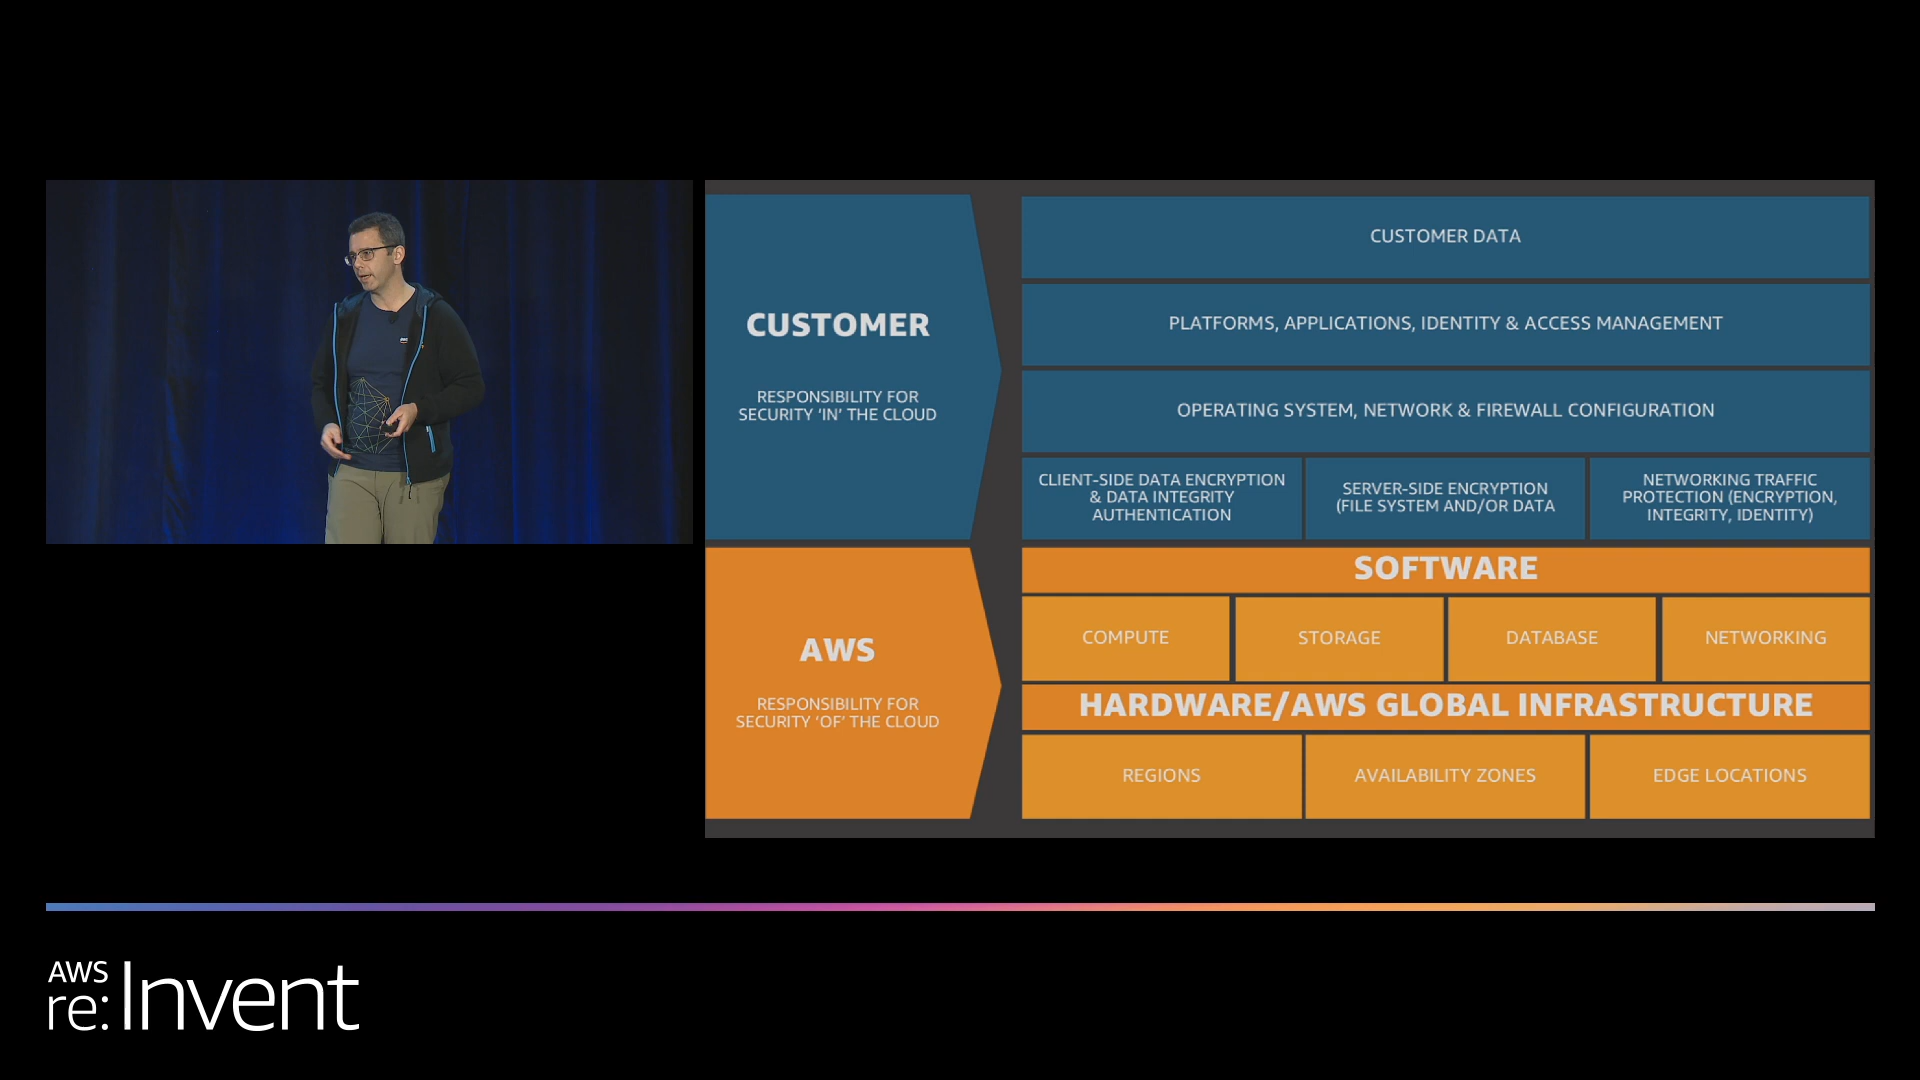 CUSTOMER
RESPONSIBILITY FOR
SECURITY ‘IN’ THE CLOUD
CUSTOMER DATA
PLATFORMS, APPLICATIONS, IDENTITY & ACCESS MANAGEMENT
OPERATING SYSTEM, NETWORK & FIREWALL CONFIGURATION
CLIENT-SIDE DATA ENCRYPTION
& DATA INTEGRITY
AUTHENTICATION
SERVER-SIDE ENCRYPTION
(FILE SYSTEM AND/OR DATA
NETWORKING TRAFFIC
PROTECTION (ENCRYPTION,
INTEGRITY, IDENTITY)
AWS
RESPONSIBILITY FOR
SECURITY ‘OF’ THE CLOUD
SOFTWARE
COMPUTE
STORAGE
DATABASE
NETWORKING
HARDWARE/AWS GLOBAL INFRASTRUCTURE
REGIONS
AVAILABILITY ZONES
EDGE LOCATIONS
AWS
re:Invent